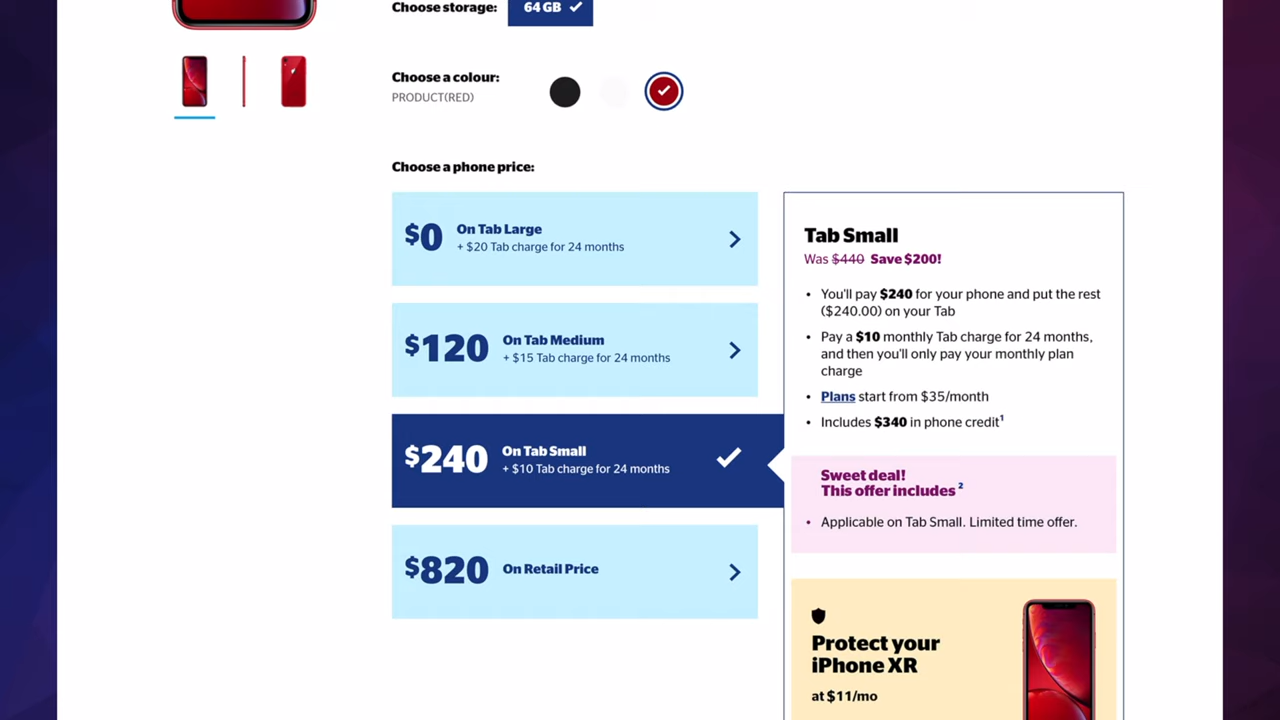 Choose storage:
64 GB
Choose a colour:
PRODUCT(RED)
Choose a phone price:
$0
On Tab Large
+ $20 Tab charge for 24 months
$120
On Tab Medium
+ $15 Tab charge for 24 months
$240
On Tab Small
+ $10 Tab charge for 24 months
$820
On Retail Price
Tab Small
Was $440 Save $200!
• You'll pay $240 for your phone and put the rest
($240.00) on your Tab
• Pay a $10 monthly Tab charge for 24 months,
and then you'll only pay your monthly plan
charge
• Plans start from $35/month
• Includes $340 in phone credit¹
Sweet deal!
This offer includes ²
• Applicable on Tab Small. Limited time offer.
Protect your
iPhone XR
at $11/mo